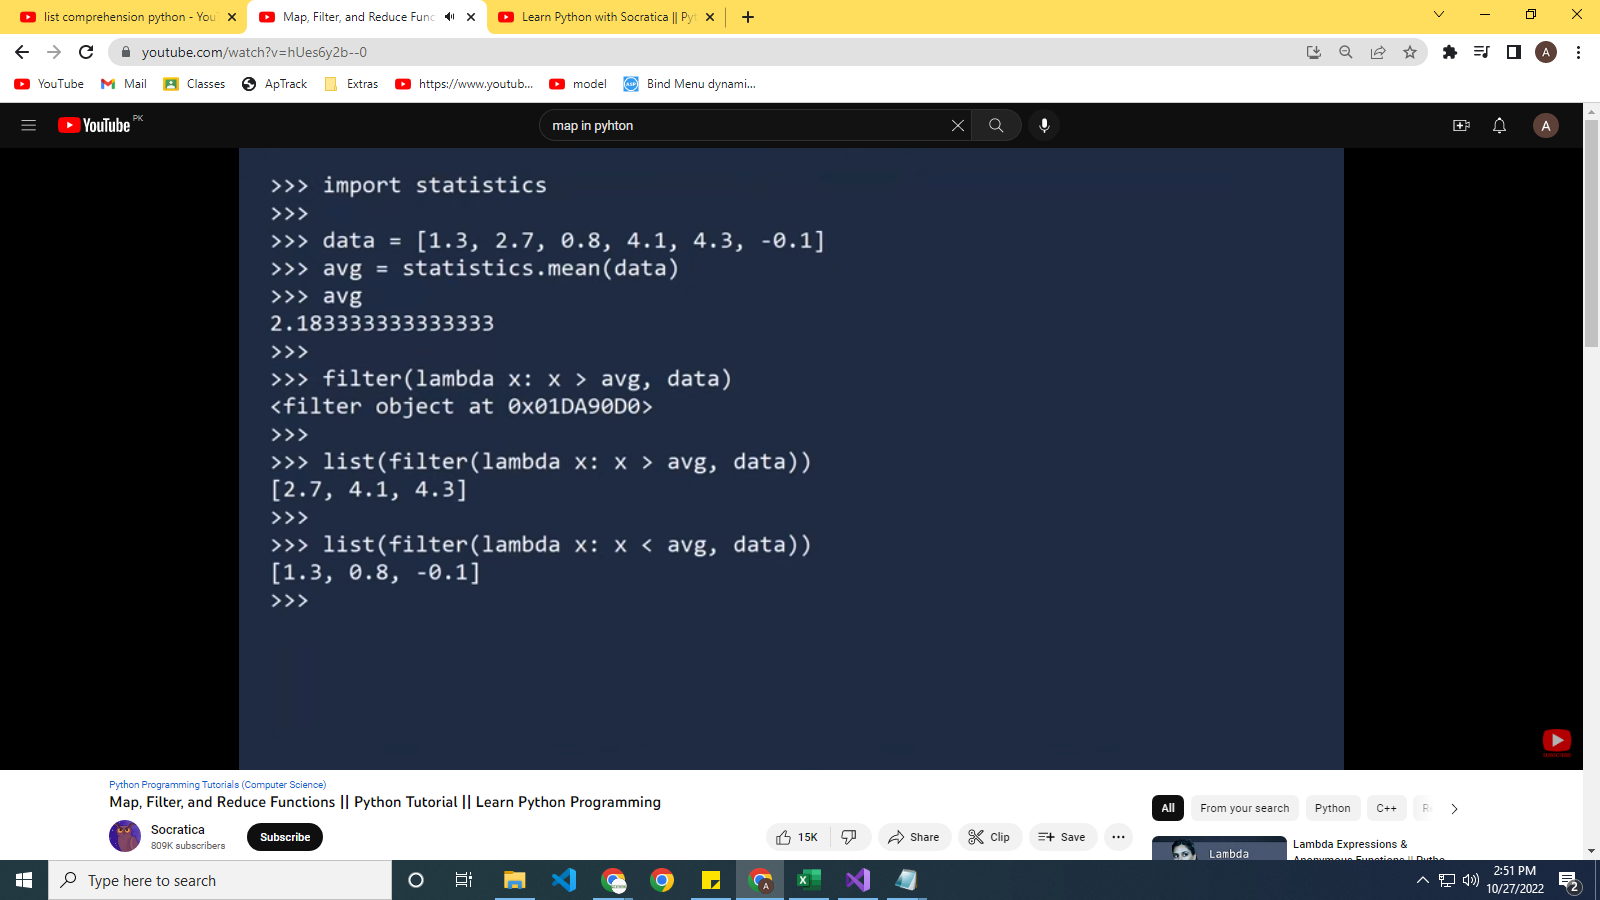 list comprehension python - You
Map, Filter, and Reduce Func
Learn Python with Socratica || Pyt
youtube.com/watch?v=hUes6y2b--0
A
YouTube
Mail
Classes
ApTrack
Extras
https://www.youtub...
model
Bind Menu dynami...
YouTube PK
map in pyhton
A
>>> import statistics
>>>
>>> data = [1.3, 2.7, 0.8, 4.1, 4.3, -0.1]
>>> avg = statistics.mean(data)
>>> avg
2.183333333333333
>>>
>>> filter(lambda x: x > avg, data)
<filter object at 0x01DA90D0>
>>>
>>> list(filter(lambda x: x > avg, data))
[2.7, 4.1, 4.3]
>>>
>>> list(filter(lambda x: x < avg, data))
[1.3, 0.8, -0.1]
>>>
Python Programming Tutorials (Computer Science)
Map, Filter, and Reduce Functions || Python Tutorial || Learn Python Programming
Socratica
809K subscribers
Subscribe
15K
Share
Clip
Save
All
From your search
Python
C++
Lambda
Lambda Expressions &
Anonymous Functions || Pytho
Type here to search
2:51 PM
10/27/2022
2